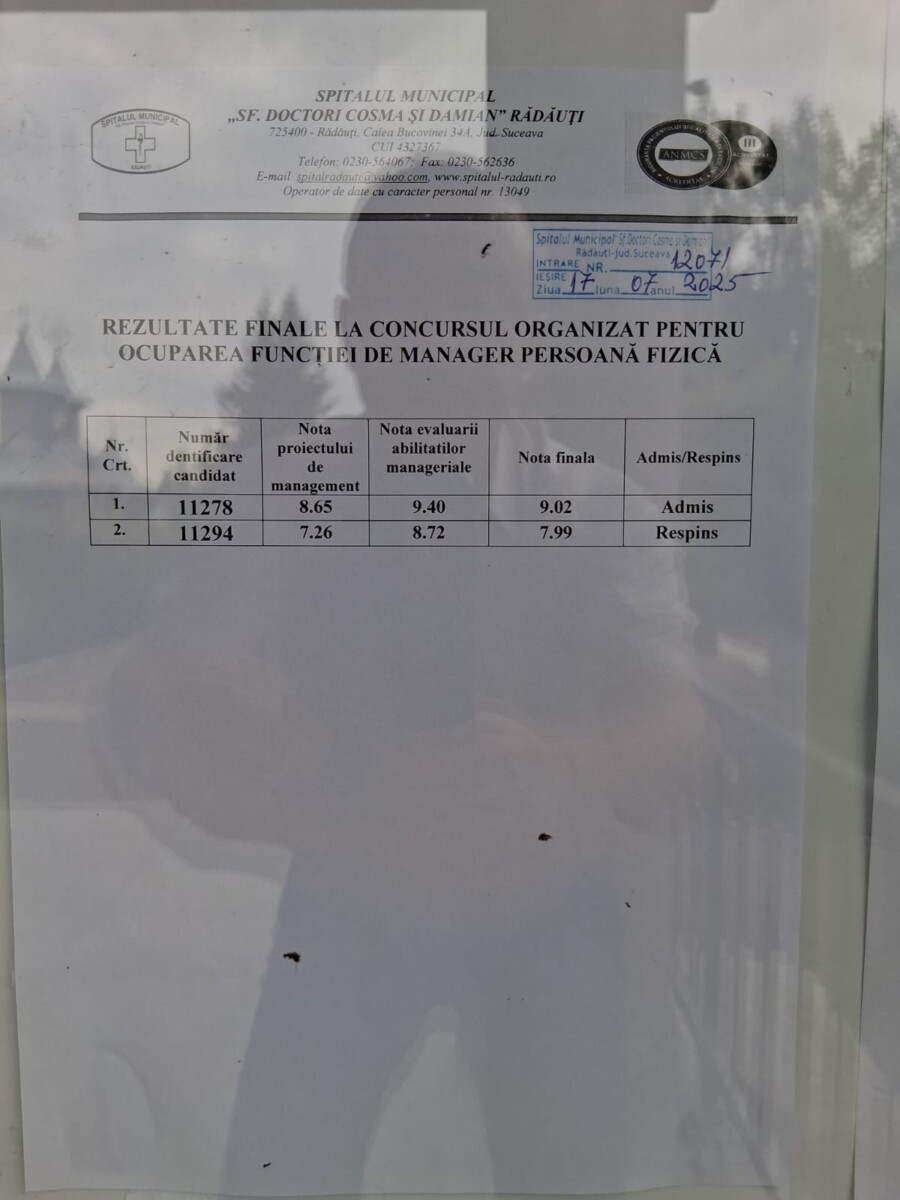 SPITALUL MUNICIPAL
„SF. DOCTORI COSMA ŞI DAMIAN” RĂDĂUŢI
725400 - Rădăuţi, Calea Bucovinei 34A, Jud. Suceava
CUI 4327367
Telefon: 0230-564067; Fax: 0230-562636
E-mail spitalradauti@yahoo.com, www.spitalul-radauti.ro
Operator de date cu caracter personal nr. 13049
SPITALUL MUNICIPAL
RĂDĂUŢI
ANMCS
ACREDITAT
III
ACREDITAT
Spitalul Municipal Sf. Doctori Cosma şi Damian
Rădăuti-jud. Suceava
INTRARE NR. 12071
IEŞIRE
Ziua 17 luna 07 anul 2025
REZULTATE FINALE LA CONCURSUL ORGANIZAT PENTRU
OCUPAREA FUNCŢIEI DE MANAGER PERSOANĂ FIZICĂ
Nr. Crt.
Număr dentificare candidat
Nota proiectului de management
Nota evaluarii abilitatilor manageriale
Nota finala
Admis/Respins
1. 11278 8.65 9.40 9.02 Admis
2. 11294 7.26 8.72 7.99 Respins